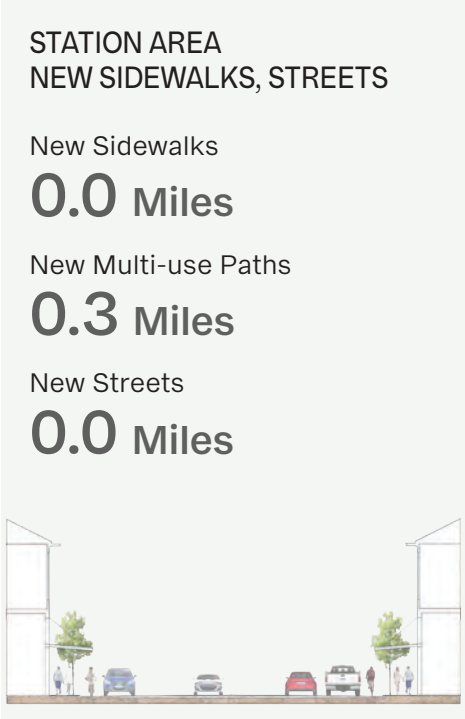 STATION AREA
NEW SIDEWALKS, STREETS
New Sidewalks
0.0 Miles
New Multi-use Paths
0.3 Miles
New Streets
0.0 Miles